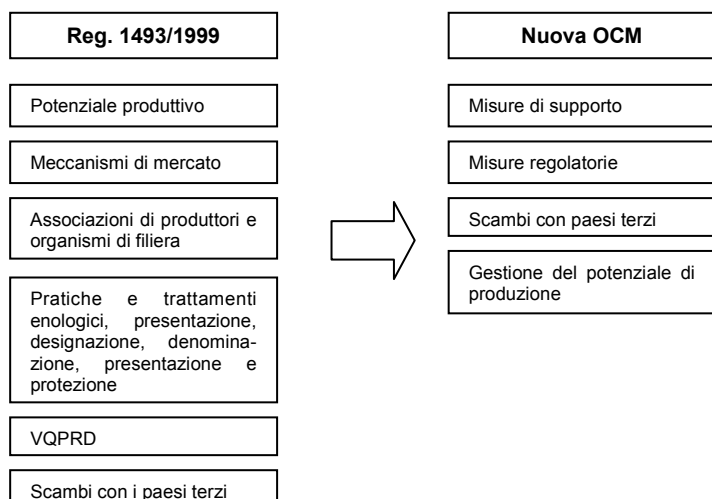 Reg. 1493/1999
Potenziale produttivo
Meccanismi di mercato
Associazioni di produttori e
organismi di filiera
Pratiche e trattamenti
enologici, presentazione,
designazione, denomina-
zione, presentazione e
protezione
VQPRD
Scambi con i paesi terzi
Nuova OCM
Misure di supporto
Misure regolatorie
Scambi con paesi terzi
Gestione del potenziale di
produzione